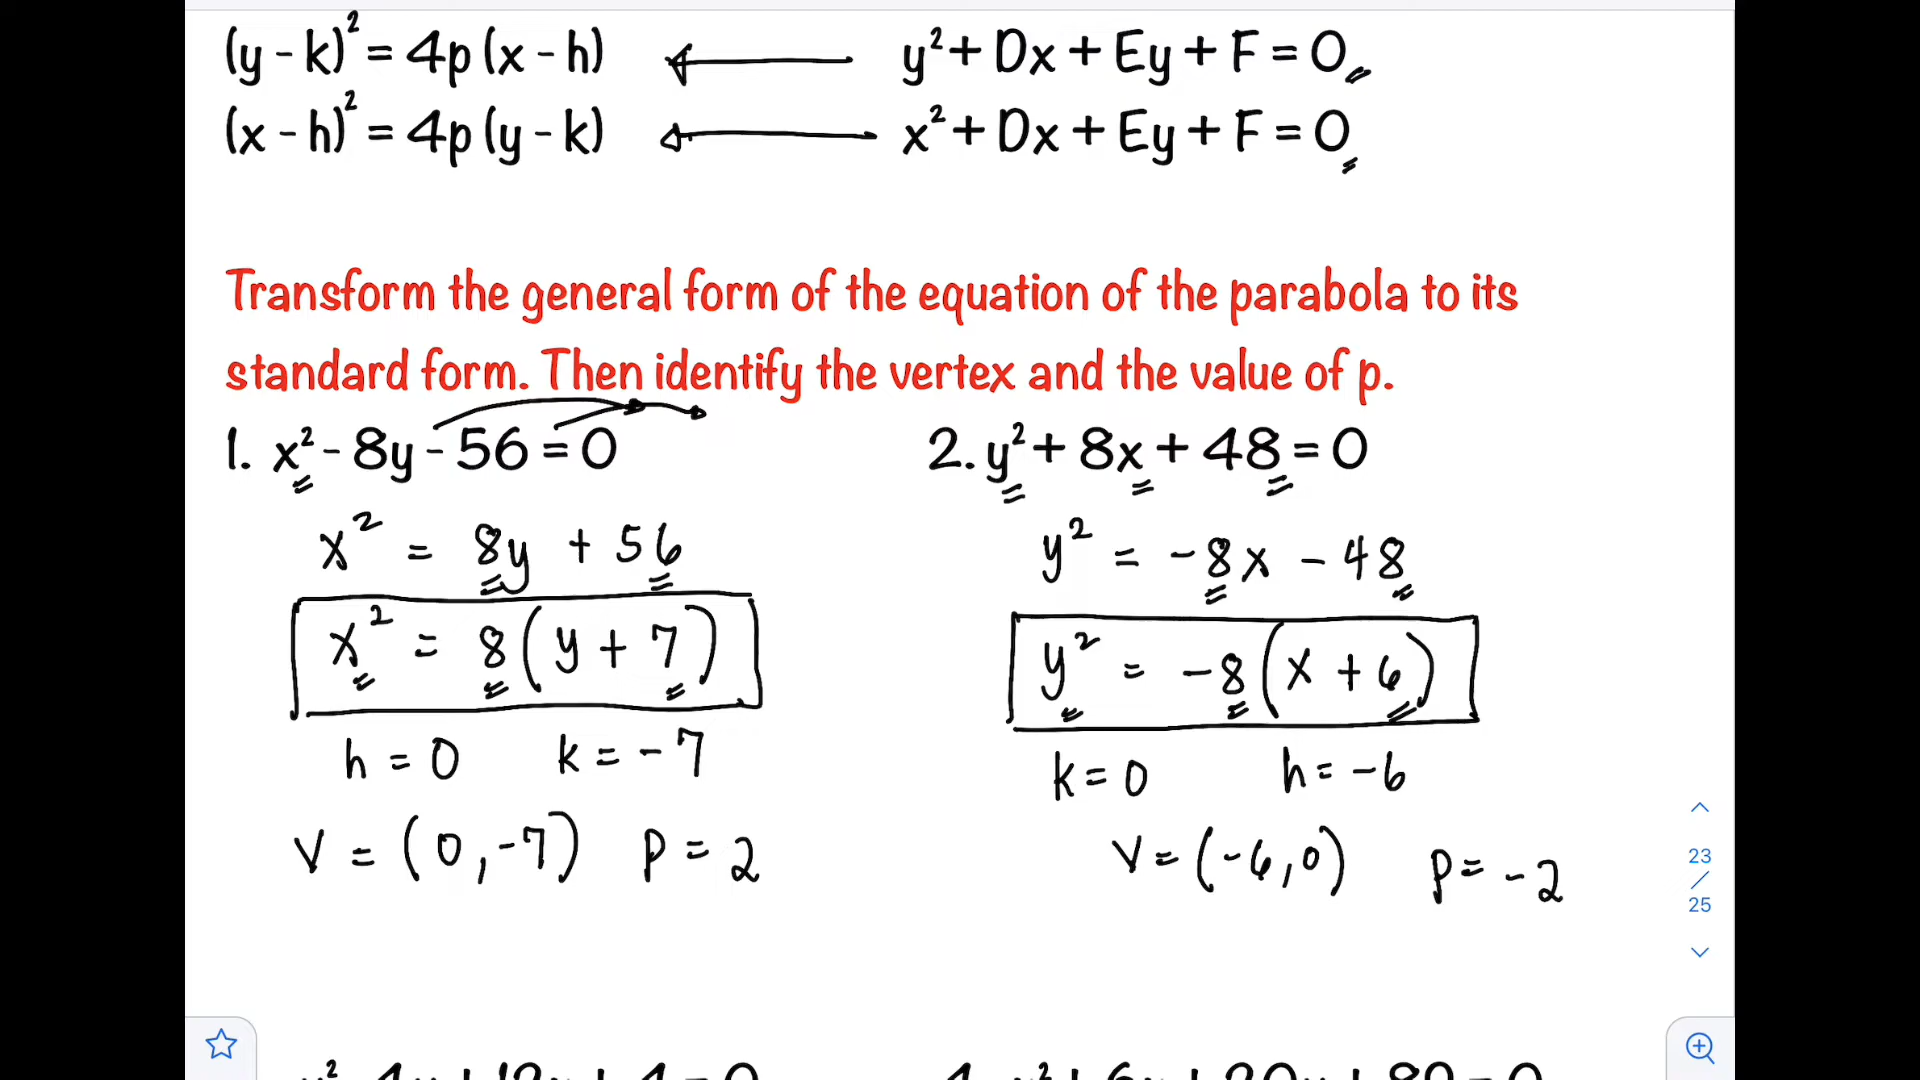 (y - k)² = 4p(x - h) ← y² + Dx + Ey + F = 0
(x - h)² = 4p(y - k) ← x² + Dx + Ey + F = 0
Transform the general form of the equation of the parabola to its
standard form. Then identify the vertex and the value of p.
1. x² - 8y - 56 = 0
x² = 8y + 56
x² = 8(y + 7)
h = 0 k = -7
V = (0, -7) p = 2
2. y² + 8x + 48 = 0
y² = -8x - 48
y² = -8(x + 6)
k = 0 h = -6
V = (-6, 0) p = -2
23
/
25